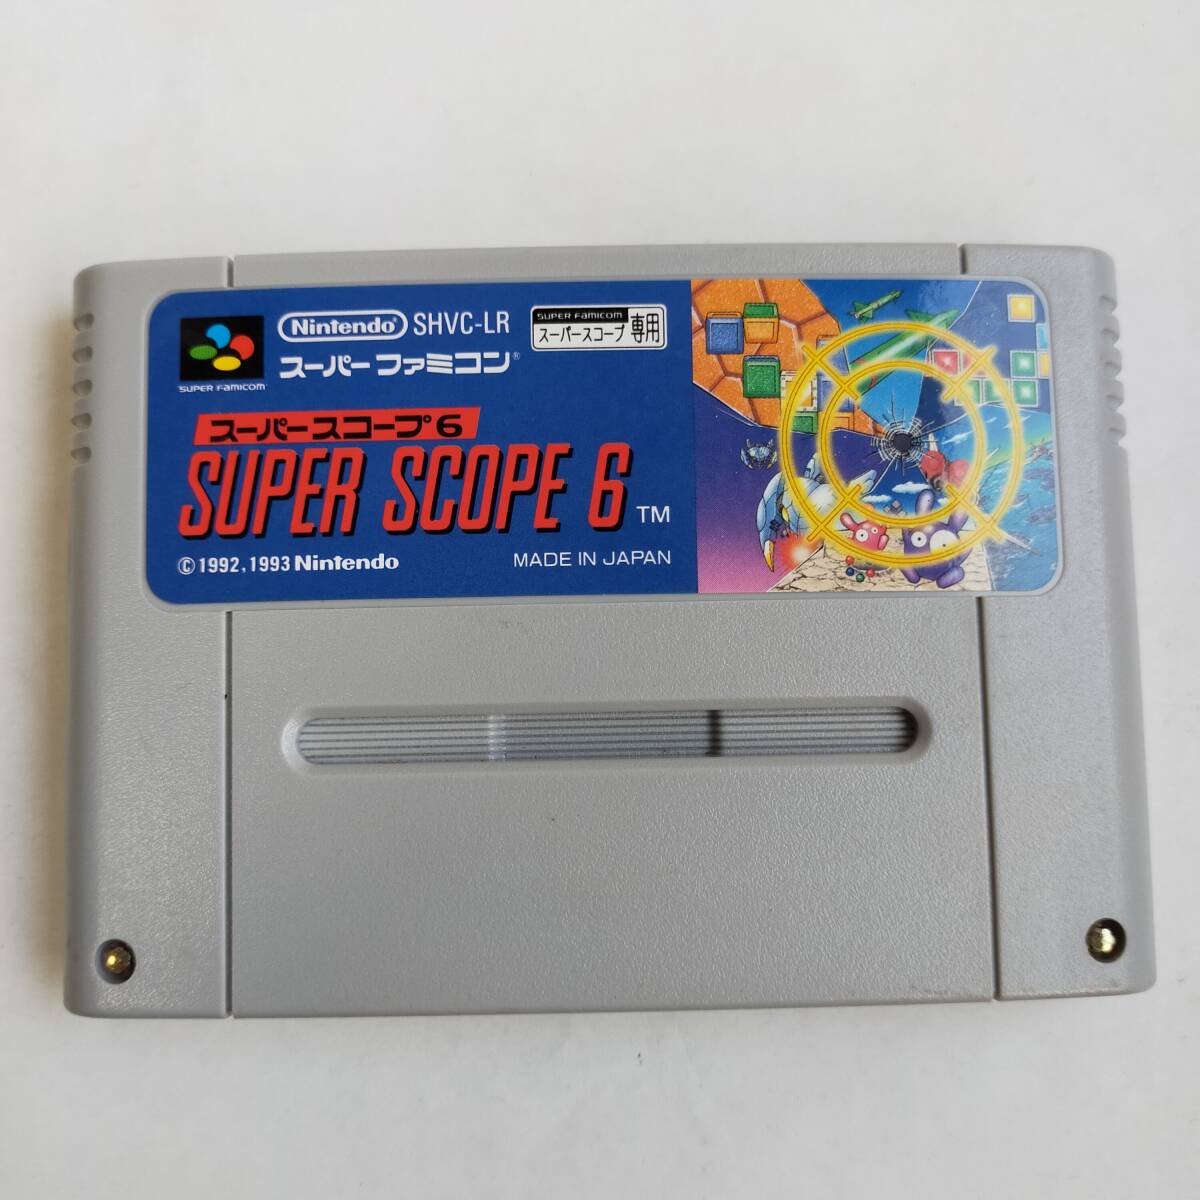 Nintendo SHVC-LR
スーパーファミコン®
SUPER FAMICOM
SUPER FAMICOM
スーパースコープ 専用
スーパースコープ6
SUPER SCOPE 6 TM
© 1992, 1993 Nintendo
MADE IN JAPAN